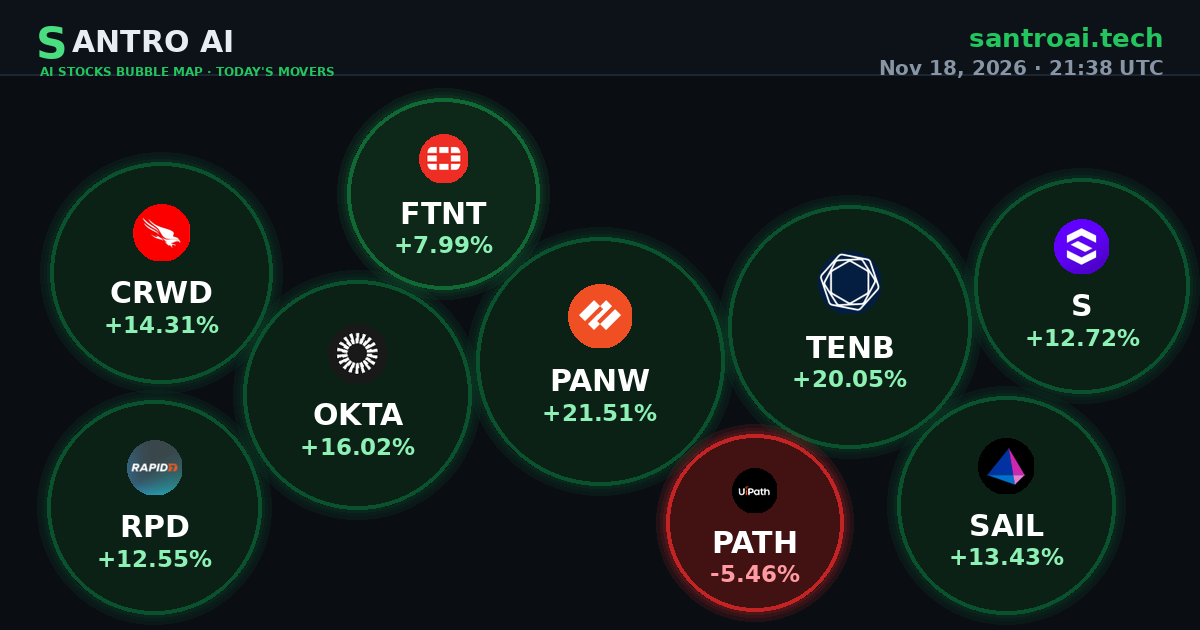 S ANTRO AI
AI STOCKS BUBBLE MAP · TODAY'S MOVERS
santroai.tech
Nov 18, 2026 · 21:38 UTC
FTNT
+7.99%
CRWD
+14.31%
OKTA
+16.02%
PANW
+21.51%
TENB
+20.05%
S
+12.72%
RAPID7
RPD
+12.55%
UiPath
PATH
-5.46%
SAIL
+13.43%